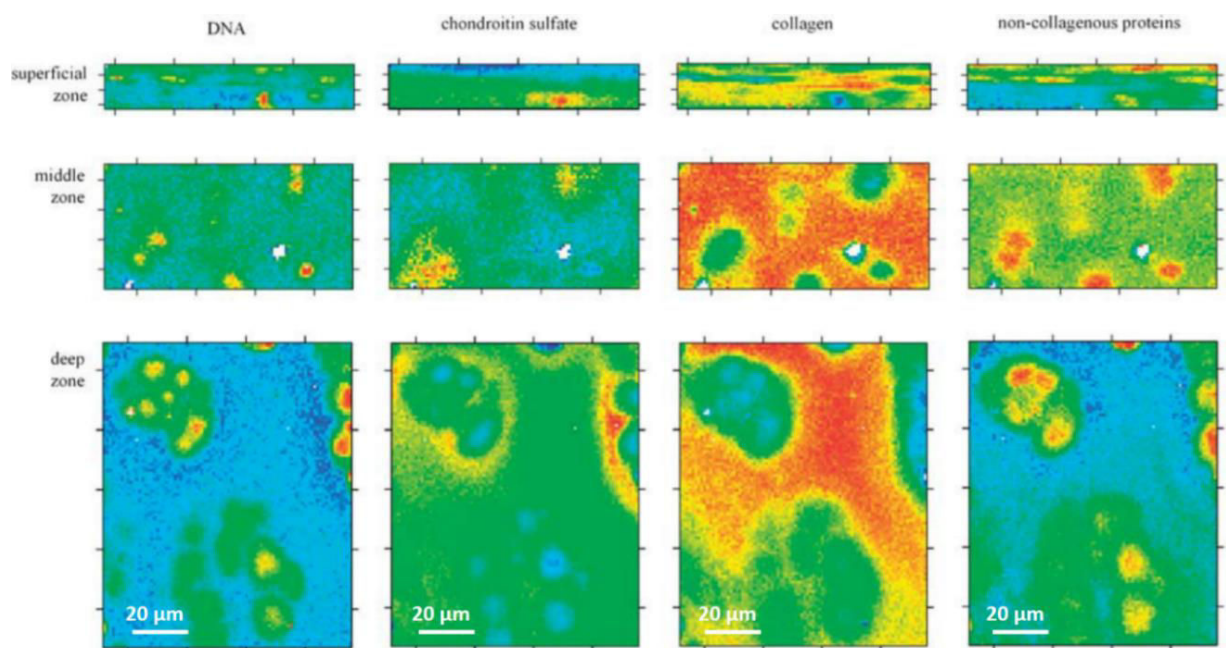 DNA
chondroitin sulfate
collagen
non-collagenous proteins
superficial
zone
middle
zone
deep
zone
20 µm
20 µm
20 µm
20 µm